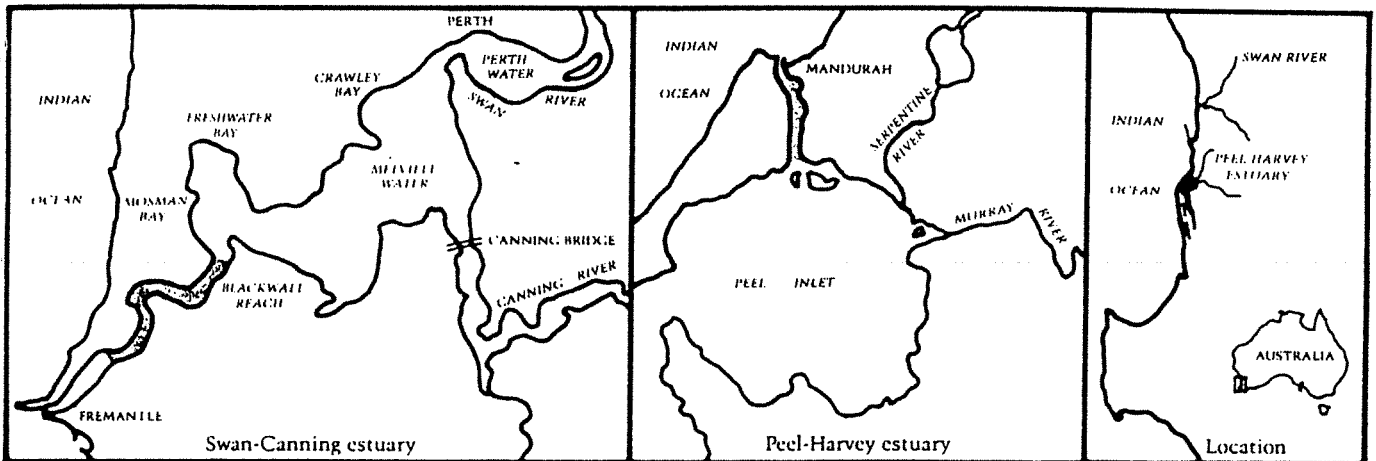 PERTH
PERTH
WATER
SWAN
RIVER
CRAWLEY
BAY
INDIAN
OCEAN
FRESHWATER
BAY
MOSMAN
BAY
MELVILLE
WATER
CANNING BRIDGE
CANNING RIVER
BLACKWALL
REACH
FREMANTLE
Swan-Canning estuary
INDIAN
OCEAN
MANDURAH
SERPENTINE
RIVER
MURRAY
RIVER
PEEL INLET
Peel-Harvey estuary
SWAN RIVER
INDIAN
OCEAN
PEEL HARVEY
ESTUARY
AUSTRALIA
Location